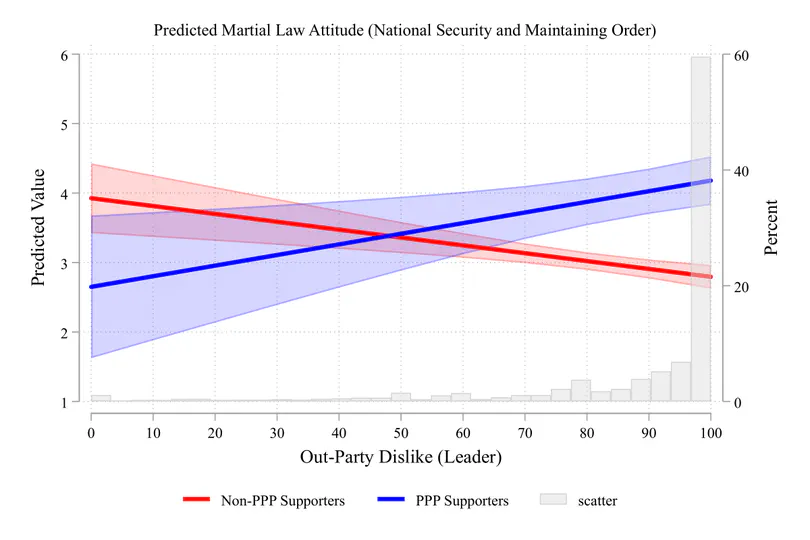 Predicted Martial Law Attitude (National Security and Maintaining Order)
6
5
4
3
2
1
Predicted Value
60
40
20
0
Percent
0 10 20 30 40 50 60 70 80 90 100
Out-Party Dislike (Leader)
Non-PPP Supporters PPP Supporters scatter